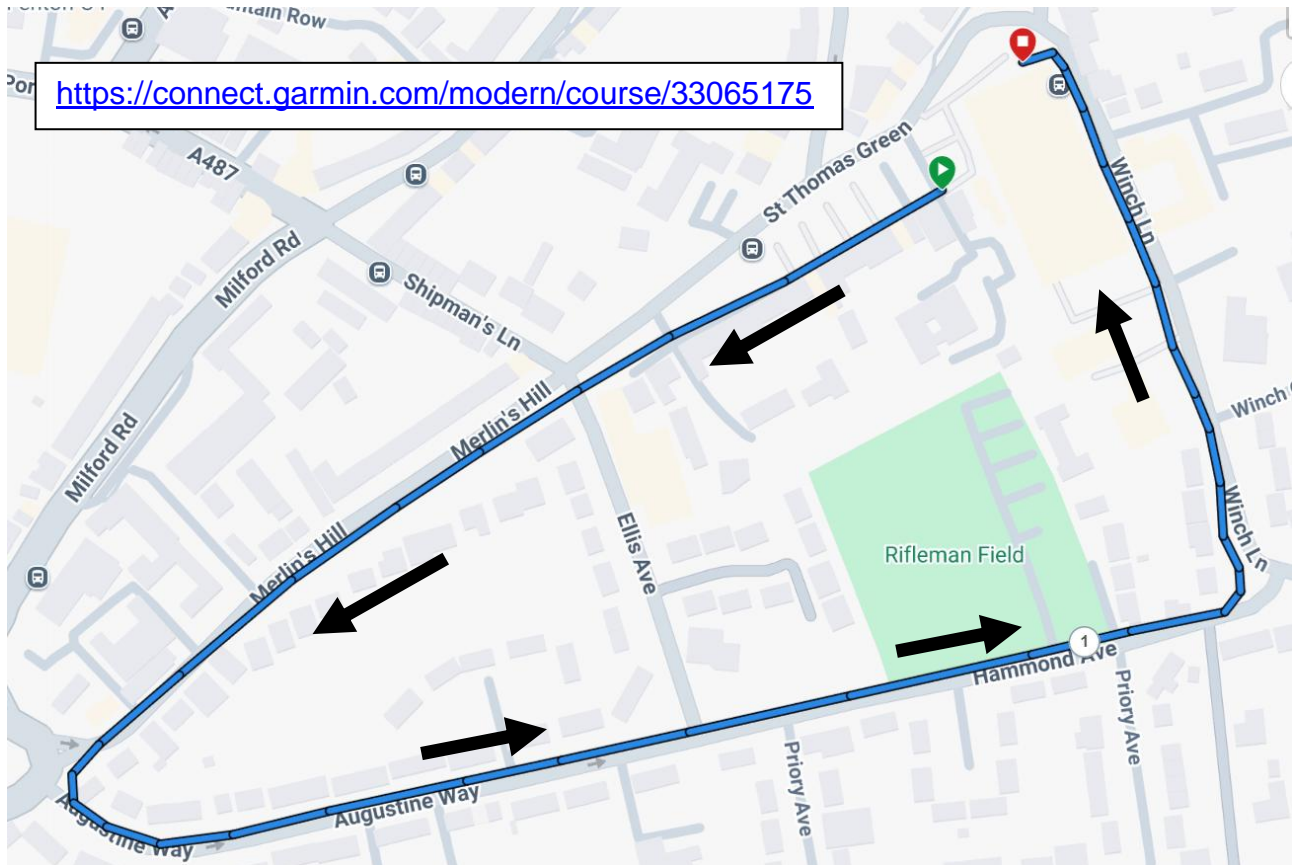 https://connect.garmin.com/modern/course/33065175
A487
St Thomas Green
Winch Ln
Milford Rd
Shipman's Ln
Merlin's Hill
Milford Rd
Merlin's Hill
Ellis Ave
Winch Ln
Rifleman Field
1
Hammond Ave
Priory Ave
Priory Ave
Augustine Way
Augustine Way
Winch